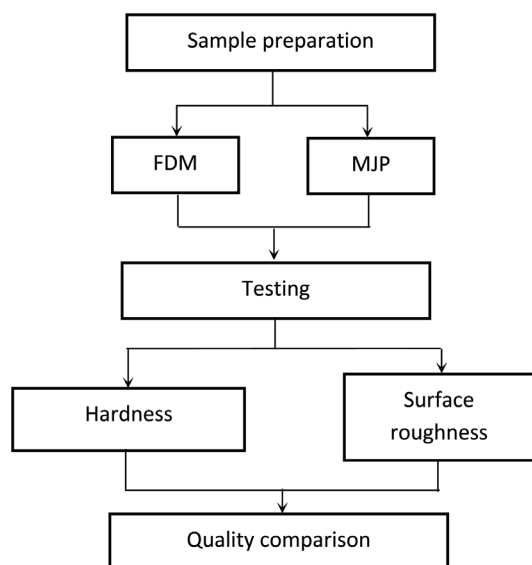 Sample preparation
FDM
MJP
Testing
Hardness
Surface
roughness
Quality comparison